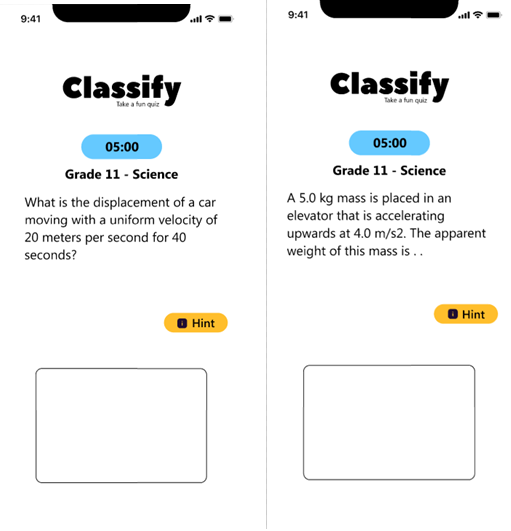 9:41
Classify
Take a fun quiz
05:00
Grade 11 - Science
What is the displacement of a car
moving with a uniform velocity of
20 meters per second for 40
seconds?
Hint
9:41
Classify
Take a fun quiz
05:00
Grade 11 - Science
A 5.0 kg mass is placed in an
elevator that is accelerating
upwards at 4.0 m/s2. The apparent
weight of this mass is . .
Hint